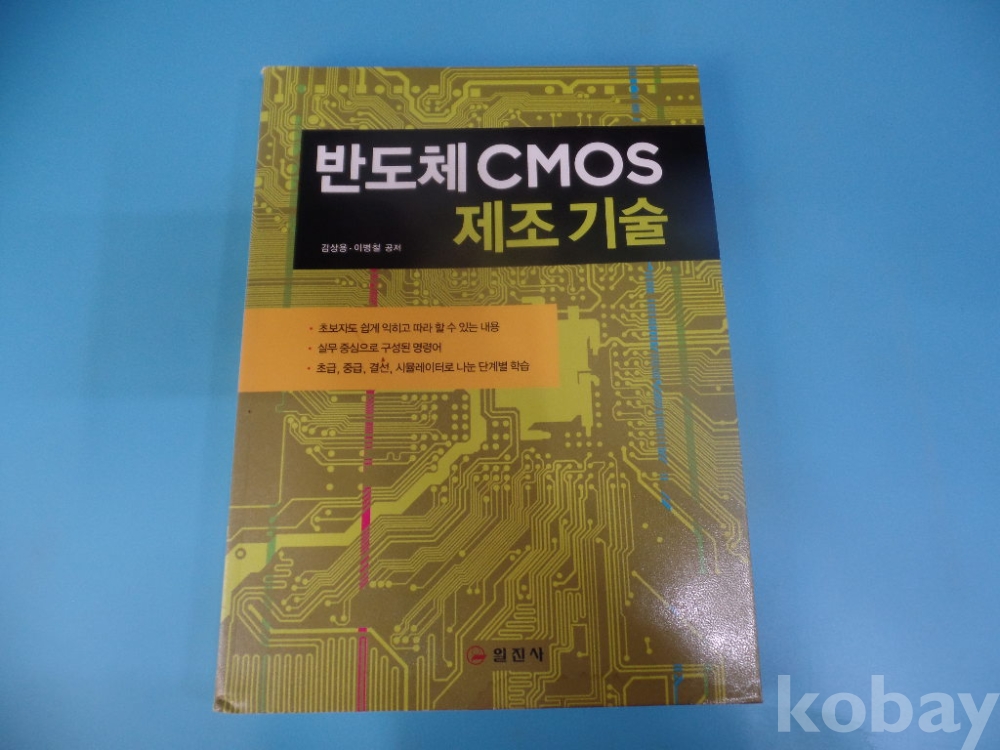 반도체 CMOS
제조 기술
김상용 · 이병철 공저
• 초보자도 쉽게 익히고 따라 할 수 있는 내용
• 실무 중심으로 구성된 명령어
• 초급, 중급, 결선, 시뮬레이터로 나눈 단계별 학습
일진사
kobay